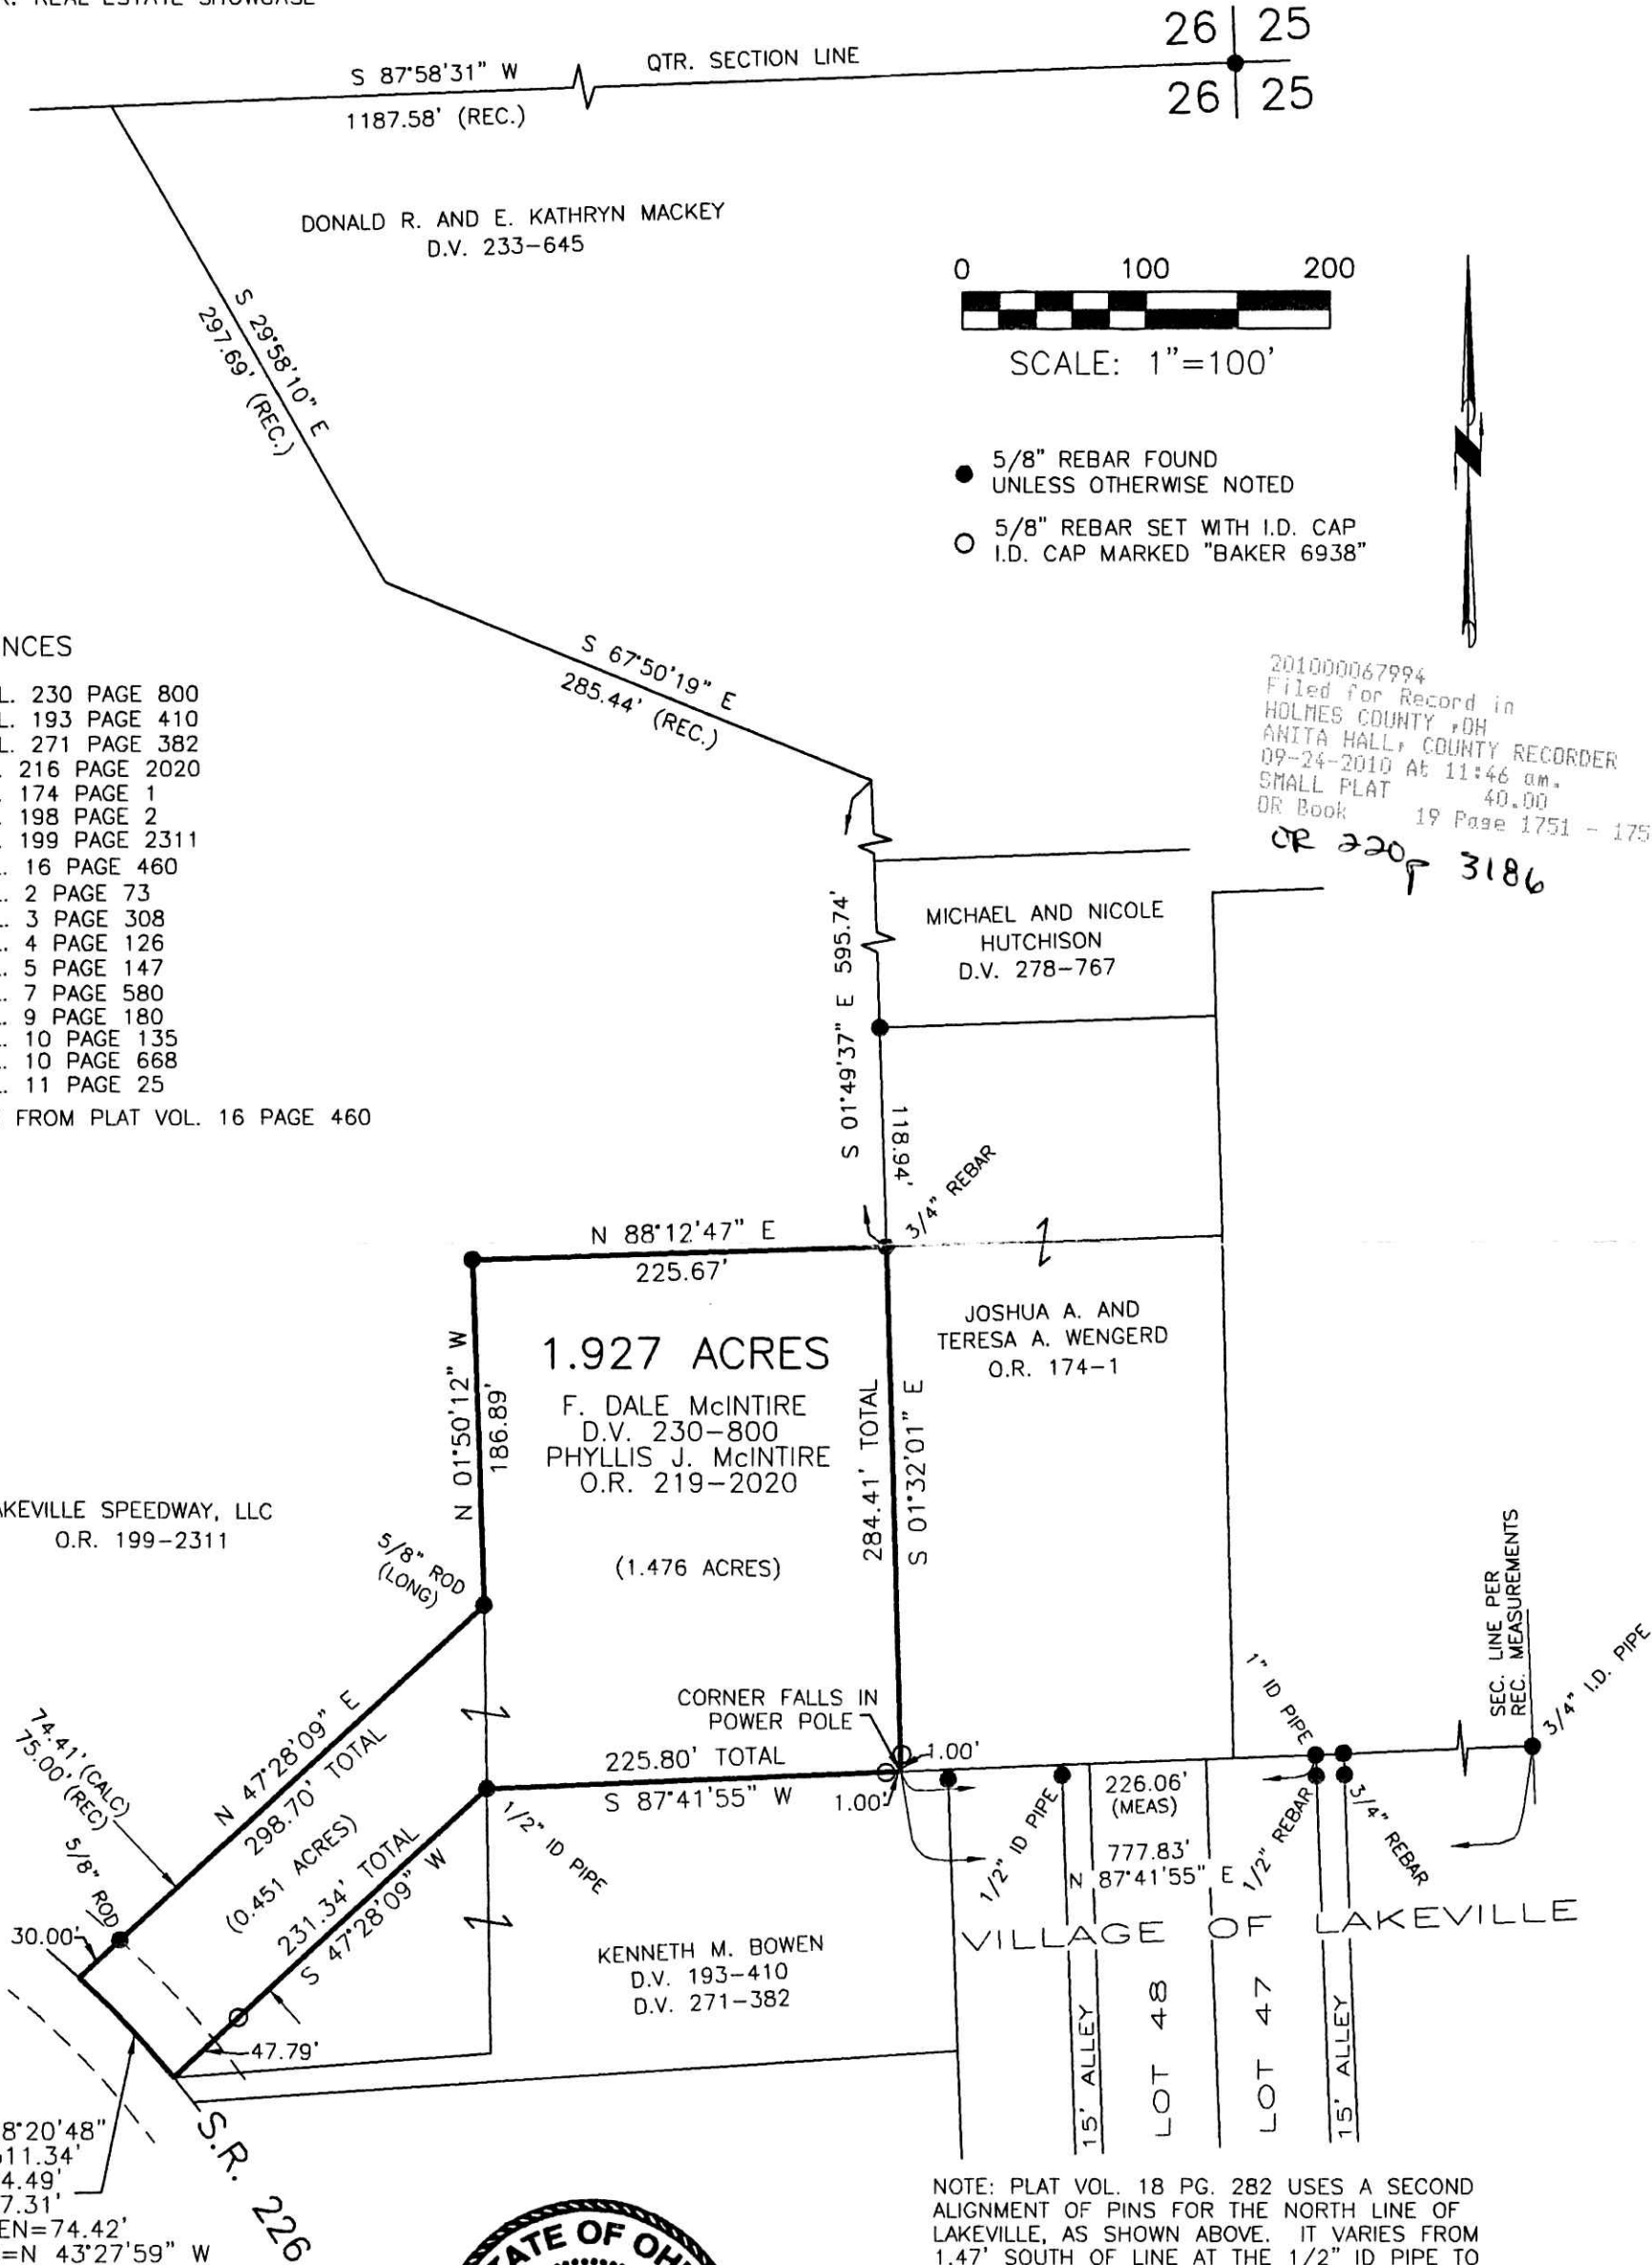 REAL ESTATE SHOWCASE
26 25
26 25
S 87°58'31" W
QTR. SECTION LINE
1187.58' (REC.)
DONALD R. AND E. KATHRYN MACKEY
D.V. 233-645
0 100 200
SCALE: 1"=100'
S 29°58'10" E
297.69' (REC.)
5/8" REBAR FOUND
UNLESS OTHERWISE NOTED
5/8" REBAR SET WITH I.D. CAP
I.D. CAP MARKED "BAKER 6938"
S 67°50'19" E
285.44' (REC.)
NCES
L. 230 PAGE 800
L. 193 PAGE 410
L. 271 PAGE 382
. 216 PAGE 2020
. 174 PAGE 1
. 198 PAGE 2
. 199 PAGE 2311
. 16 PAGE 460
. 2 PAGE 73
. 3 PAGE 308
. 4 PAGE 126
. 5 PAGE 147
. 7 PAGE 580
. 9 PAGE 180
. 10 PAGE 135
. 10 PAGE 668
. 11 PAGE 25
FROM PLAT VOL. 16 PAGE 460
201000067994
Filed for Record in
HOLMES COUNTY ,OH
ANITA HALL, COUNTY RECORDER
09-24-2010 At 11:46 am.
SMALL PLAT 40.00
OR Book 19 Page 1751 - 175
OR 220 P 3186
S 01°49'37" E 595.74'
MICHAEL AND NICOLE
HUTCHISON
D.V. 278-767
118.94'
3/4" REBAR
N 88°12'47" E
225.67'
N 01°50'12" W
186.89'
1.927 ACRES
F. DALE McINTIRE
D.V. 230-800
PHYLLIS J. McINTIRE
O.R. 219-2020
(1.476 ACRES)
284.41' TOTAL
S 01°32'01" E
JOSHUA A. AND
TERESA A. WENGERD
O.R. 174-1
AKEVILLE SPEEDWAY, LLC
O.R. 199-2311
5/8" ROD
(LONG)
CORNER FALLS IN
POWER POLE
225.80' TOTAL
S 87°41'55" W
1.00'
1.00'
1/2" ID PIPE
74.41' (CALC)
75.00' (REC)
N 47°28'09" E
298.70' TOTAL
(0.451 ACRES)
231.34' TOTAL
S 47°28'09" W
5/8" ROD
30.00'
47.79'
KENNETH M. BOWEN
D.V. 193-410
D.V. 271-382
1/2" ID PIPE
226.06'
(MEAS)
777.83'
N 87°41'55" E
1" ID PIPE
1/2" REBAR
3/4" REBAR
SEC. LINE PER
REC. MEASUREMENTS
3/4" I.D. PIPE
VILLAGE OF LAKEVILLE
15' ALLEY
LOT 48
LOT 47
15' ALLEY
8°20'48"
11.34'
4.49'
7.31'
EN=74.42'
=N 43°27'59" W
S.R. 226
STATE OF OH
NOTE: PLAT VOL. 18 PG. 282 USES A SECOND
ALIGNMENT OF PINS FOR THE NORTH LINE OF
LAKEVILLE, AS SHOWN ABOVE. IT VARIES FROM
1.47' SOUTH OF LINE AT THE 1/2" ID PIPE TO